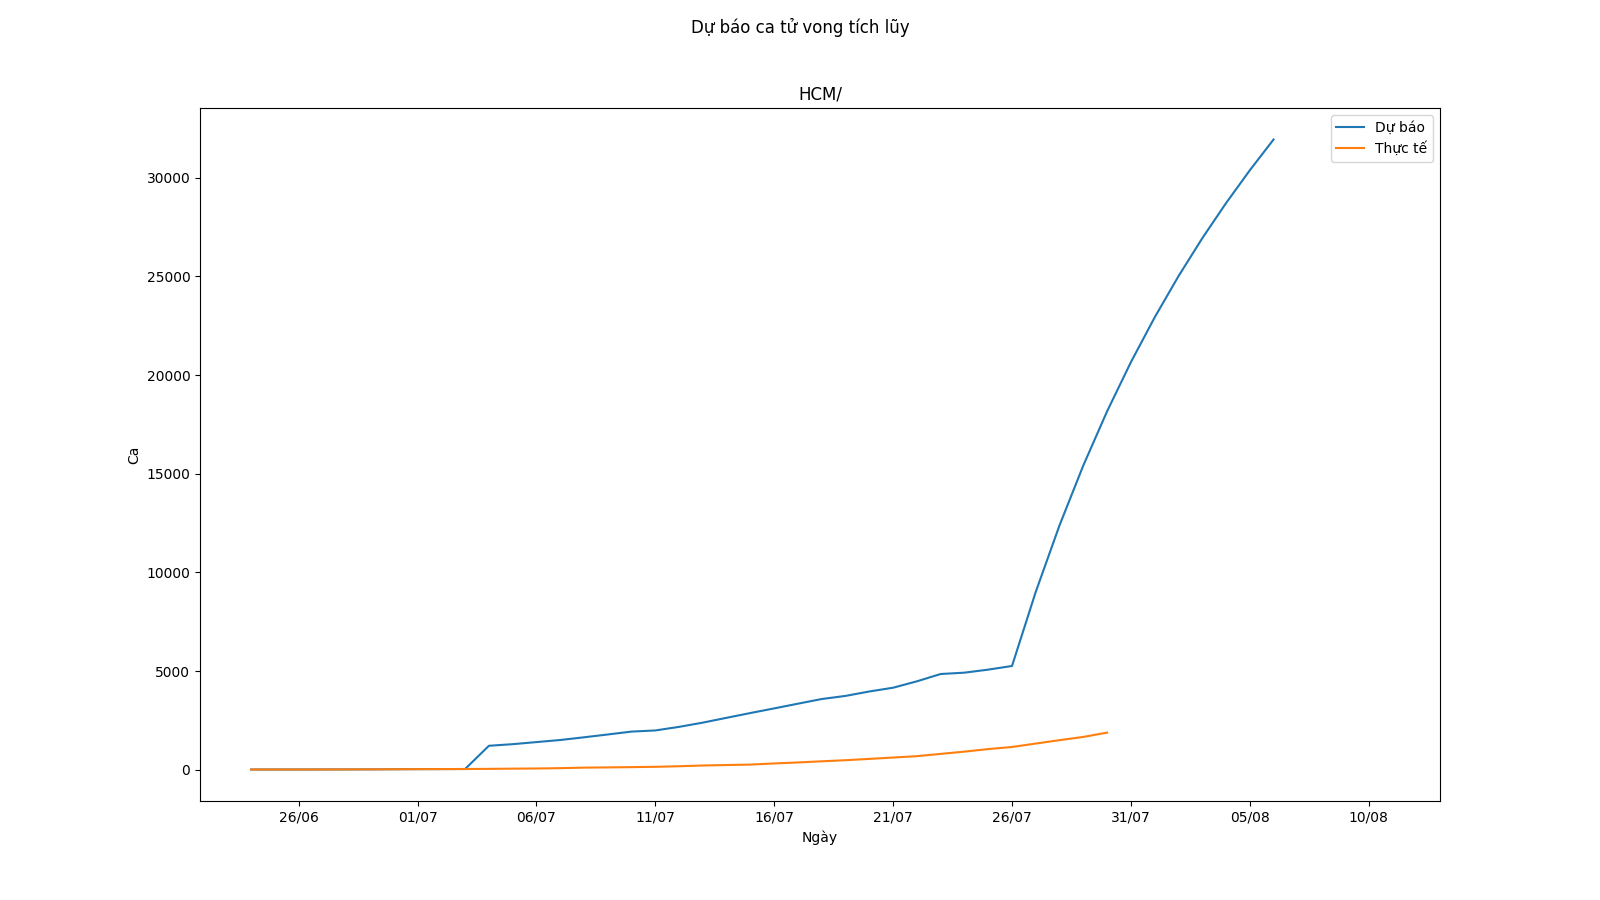 Dự báo ca tử vong tích lũy
HCM/
Dự báo
Thực tế
30000
25000
20000
15000
10000
5000
0
Ca
26/06
01/07
06/07
11/07
16/07
21/07
26/07
31/07
05/08
10/08
Ngày